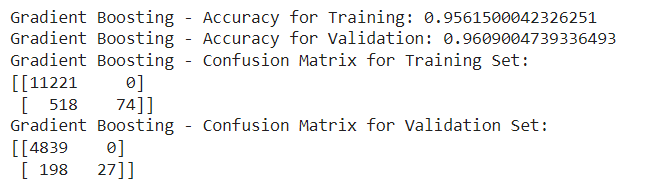 Gradient Boosting - Accuracy for Training: 0.9561500042326251
Gradient Boosting - Accuracy for Validation: 0.9609004739336493
Gradient Boosting - Confusion Matrix for Training Set:
[[11221     0]
 [  518    74]]
Gradient Boosting - Confusion Matrix for Validation Set:
[[4839    0]
 [ 198   27]]